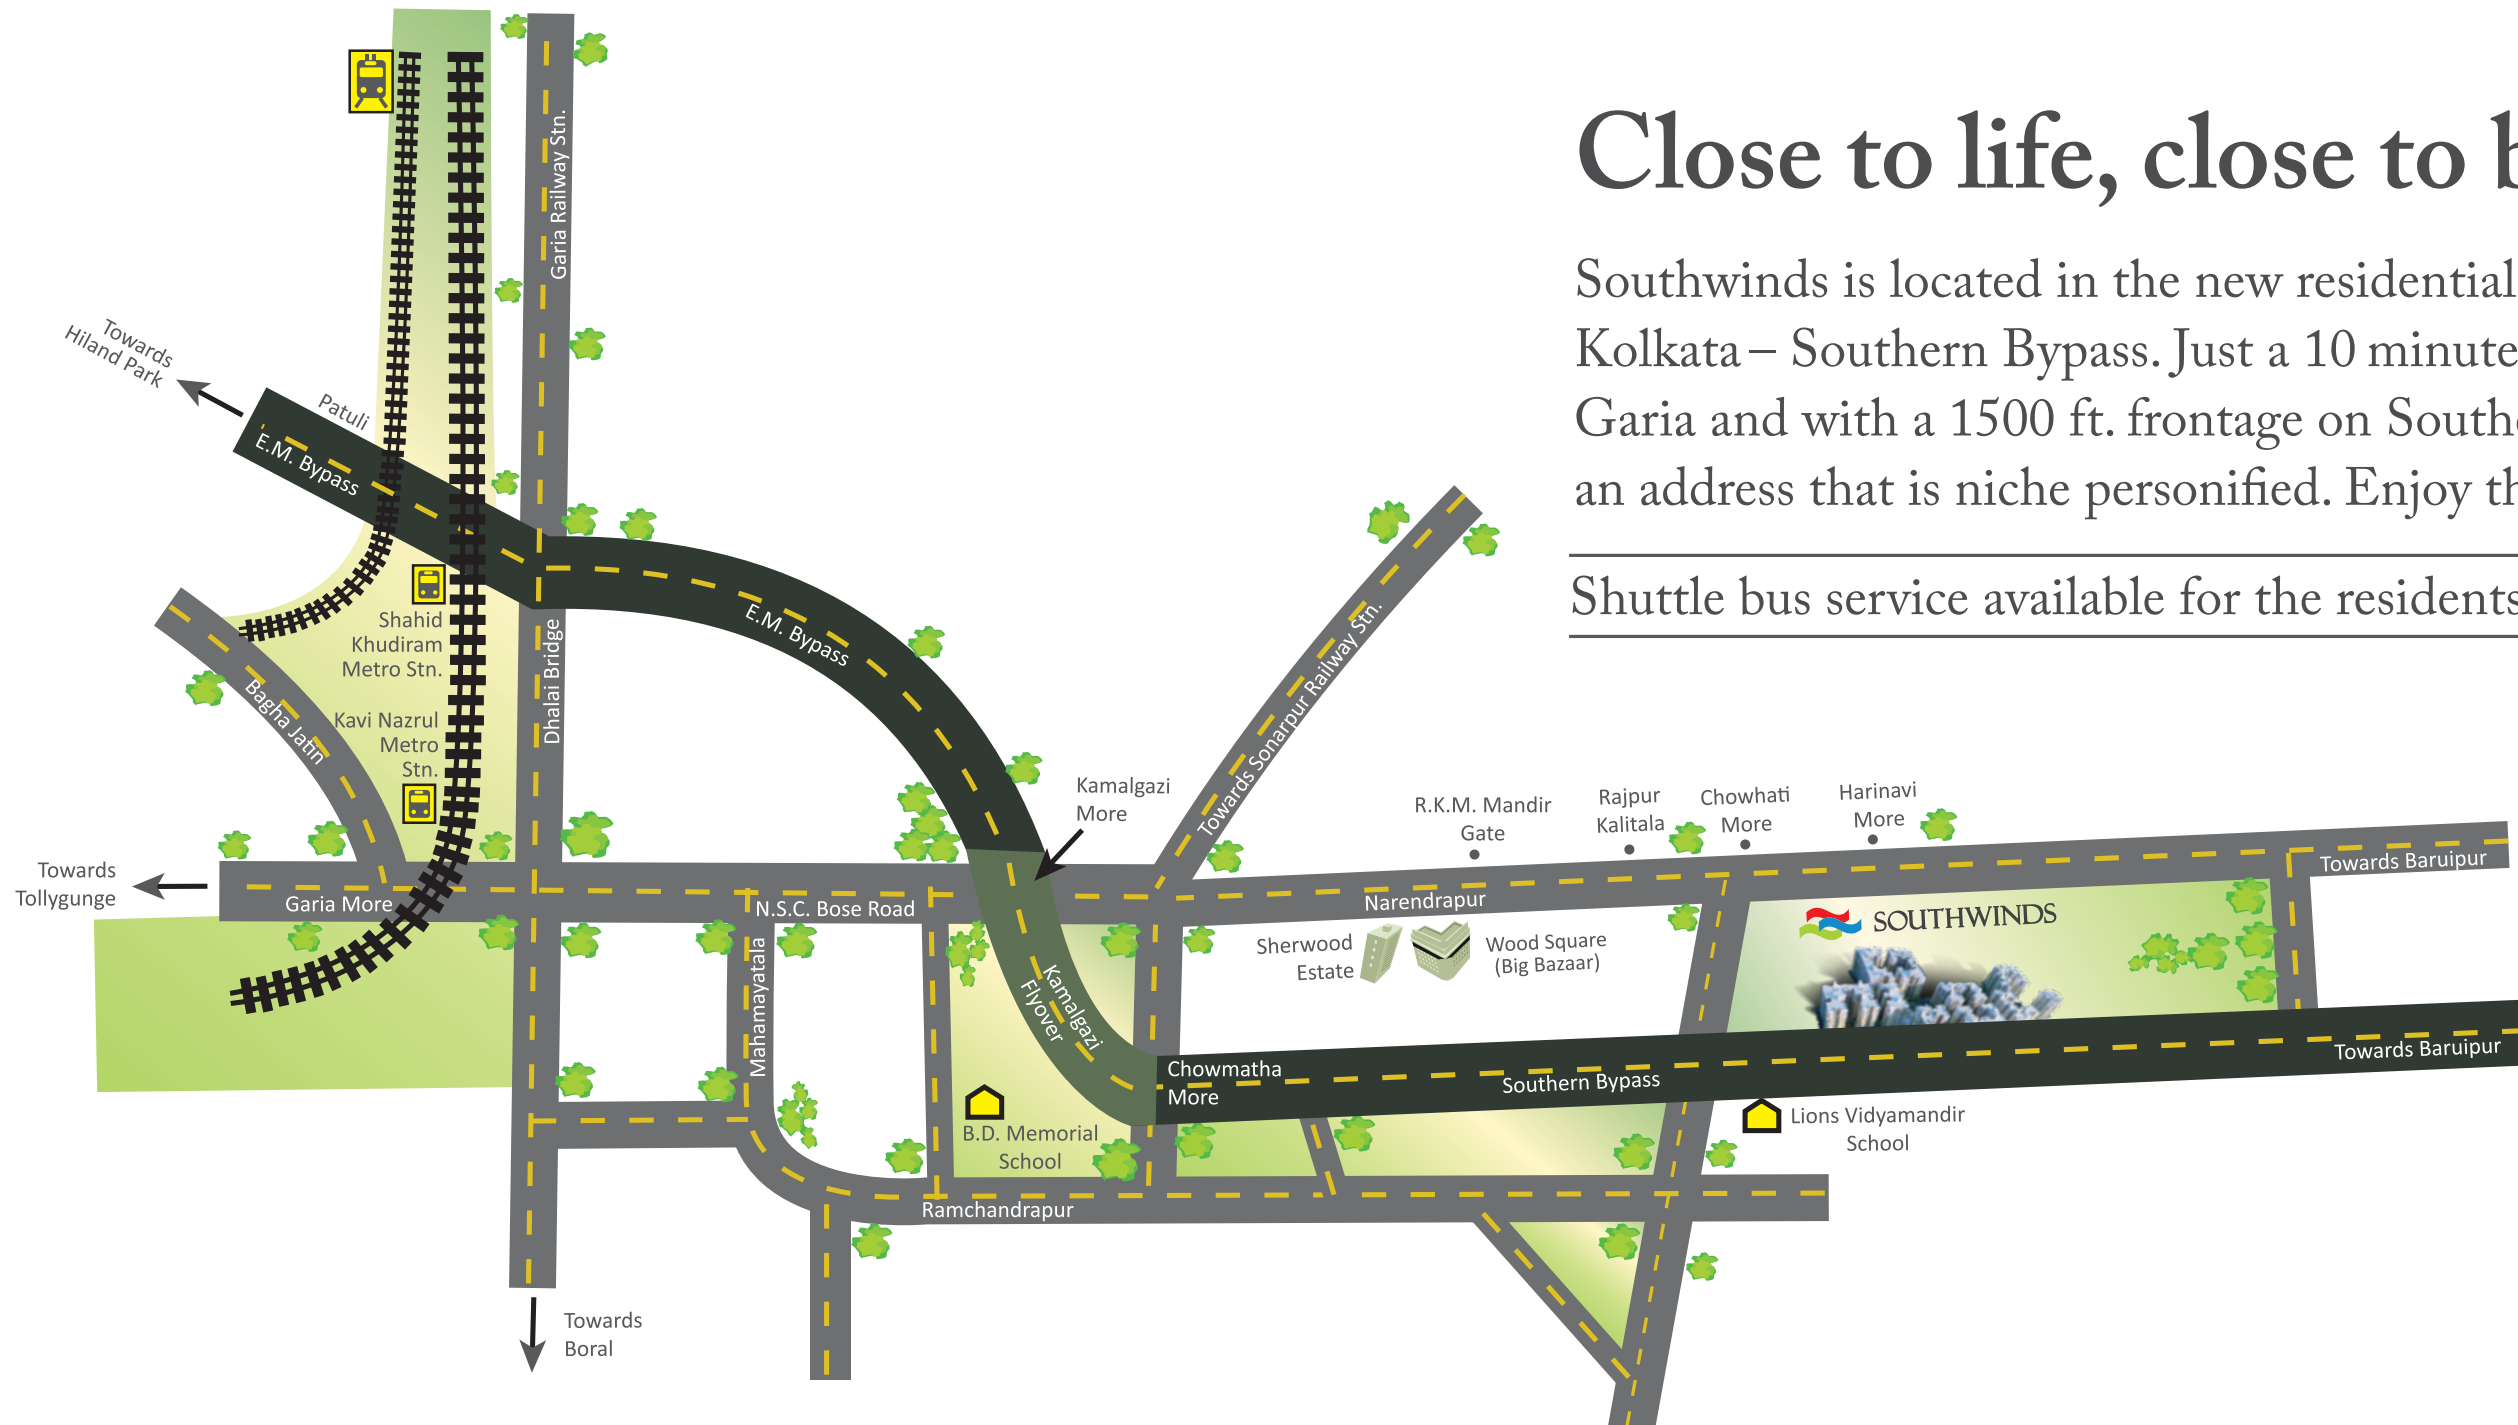 Close to life, close to
Southwinds is located in the new residential
Kolkata – Southern Bypass. Just a 10 minute
Garia and with a 1500 ft. frontage on
an address that is niche personified. Enjoy
Shuttle bus service available for the residents
Garia Railway Stn.
Towards
Hiland Park
Patuli
E.M. Bypass
Shahid
Khudiram
Metro Stn.
Dhalai Bridge
E.M. Bypass
Bagha Jatin
Kavi Nazrul
Metro
Stn.
Towards Sonarpur Railway Stn.
Kamalgazi
More
R.K.M. Mandir
Gate
Rajpur
Kalitala
Chowhati
More
Harinavi
More
Towards Baruipur
Towards
Tollygunge
Garia More
N.S.C. Bose Road
Narendrapur
SOUTHWINDS
Sherwood
Estate
Wood Square
(Big Bazaar)
Mahamayatala
Kamalgazi
Flyover
Chowmatha
More
Southern Bypass
Towards Baruipur
B.D. Memorial
School
Lions Vidyamandir
School
Ramchandrapur
Towards
Boral